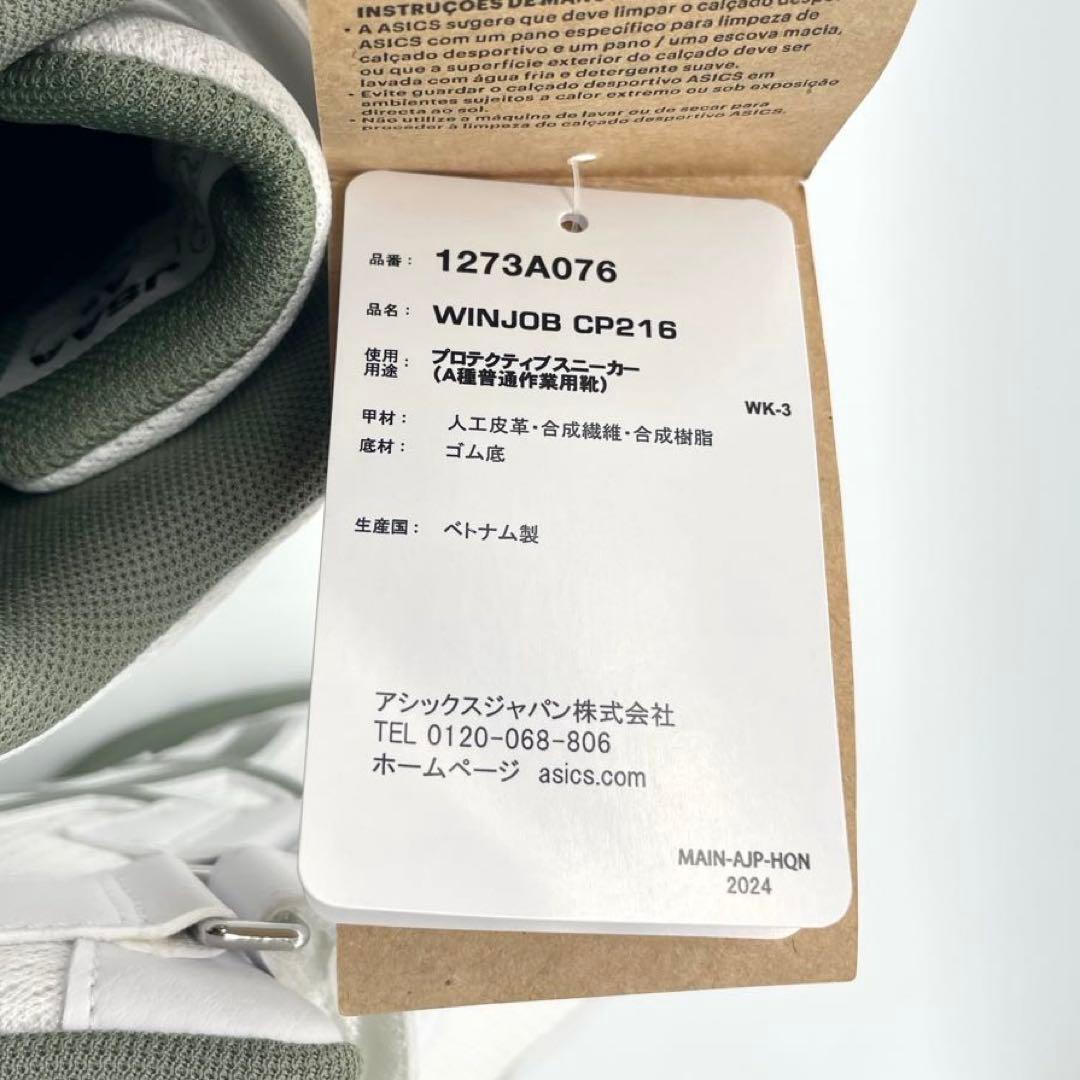 INSTRUÇÕES DE
• A ASICS sugere que deve limpar o calçado
ASICS com um pano específico para limpeza de
calçado desportivo e um pano / uma escova macia,
ou que a superfície exterior do calçado deve ser
lavada com água fria e detergente suave.
• Evite guardar o calçado desportivo ASICS em
ambientes sujeitos a calor extremo ou sob exposição
directa ao sol.
• Não utilize a máquina de lavar ou de secar para
proceder à limpeza do calçado desportivo ASICS.
品番： 1273A076
品名： WINJOB CP216
使用用途： プロテクティブスニーカー
（A種普通作業用靴）
WK-3
甲材： 人工皮革・合成繊維・合成樹脂
底材： ゴム底
生産国： ベトナム製
アシックスジャパン株式会社
TEL 0120-068-806
ホームページ asics.com
MAIN-AJP-HQN
2024
JSAA